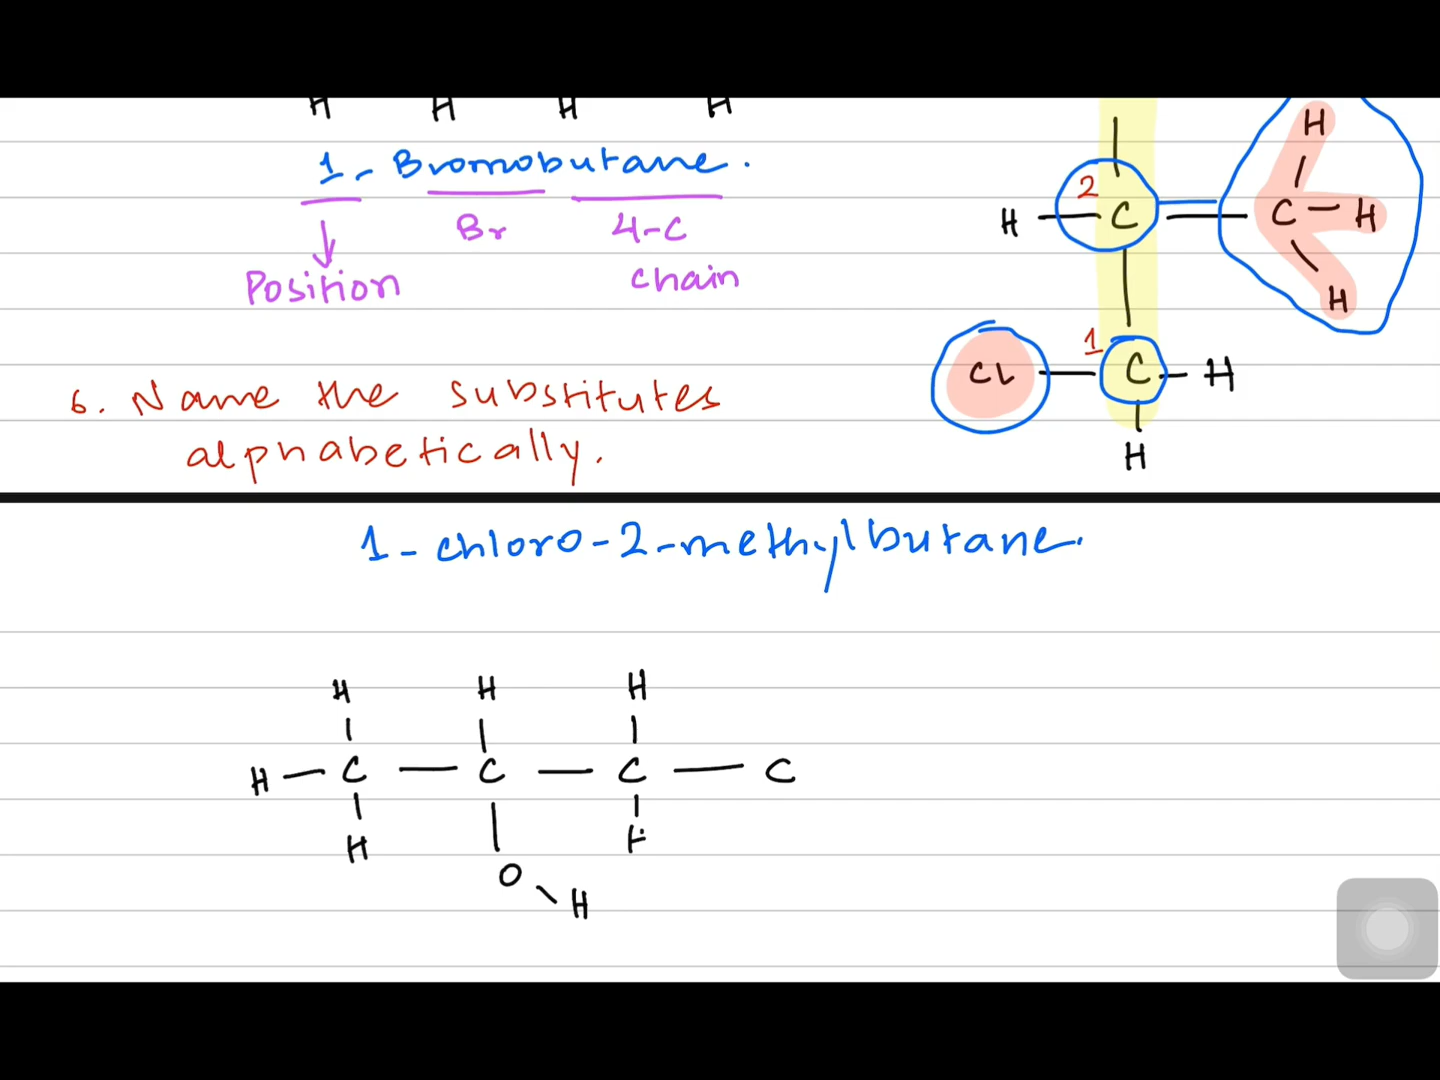 H H H H
1 - Bromobutane.
Br 4-C
Position chain
6. Name the substitutes
alphabetically.
H
2
H C C H
H
1
CL C H
H
1-chloro-2-methylbutane.
H H H
H C C C C
H
O H